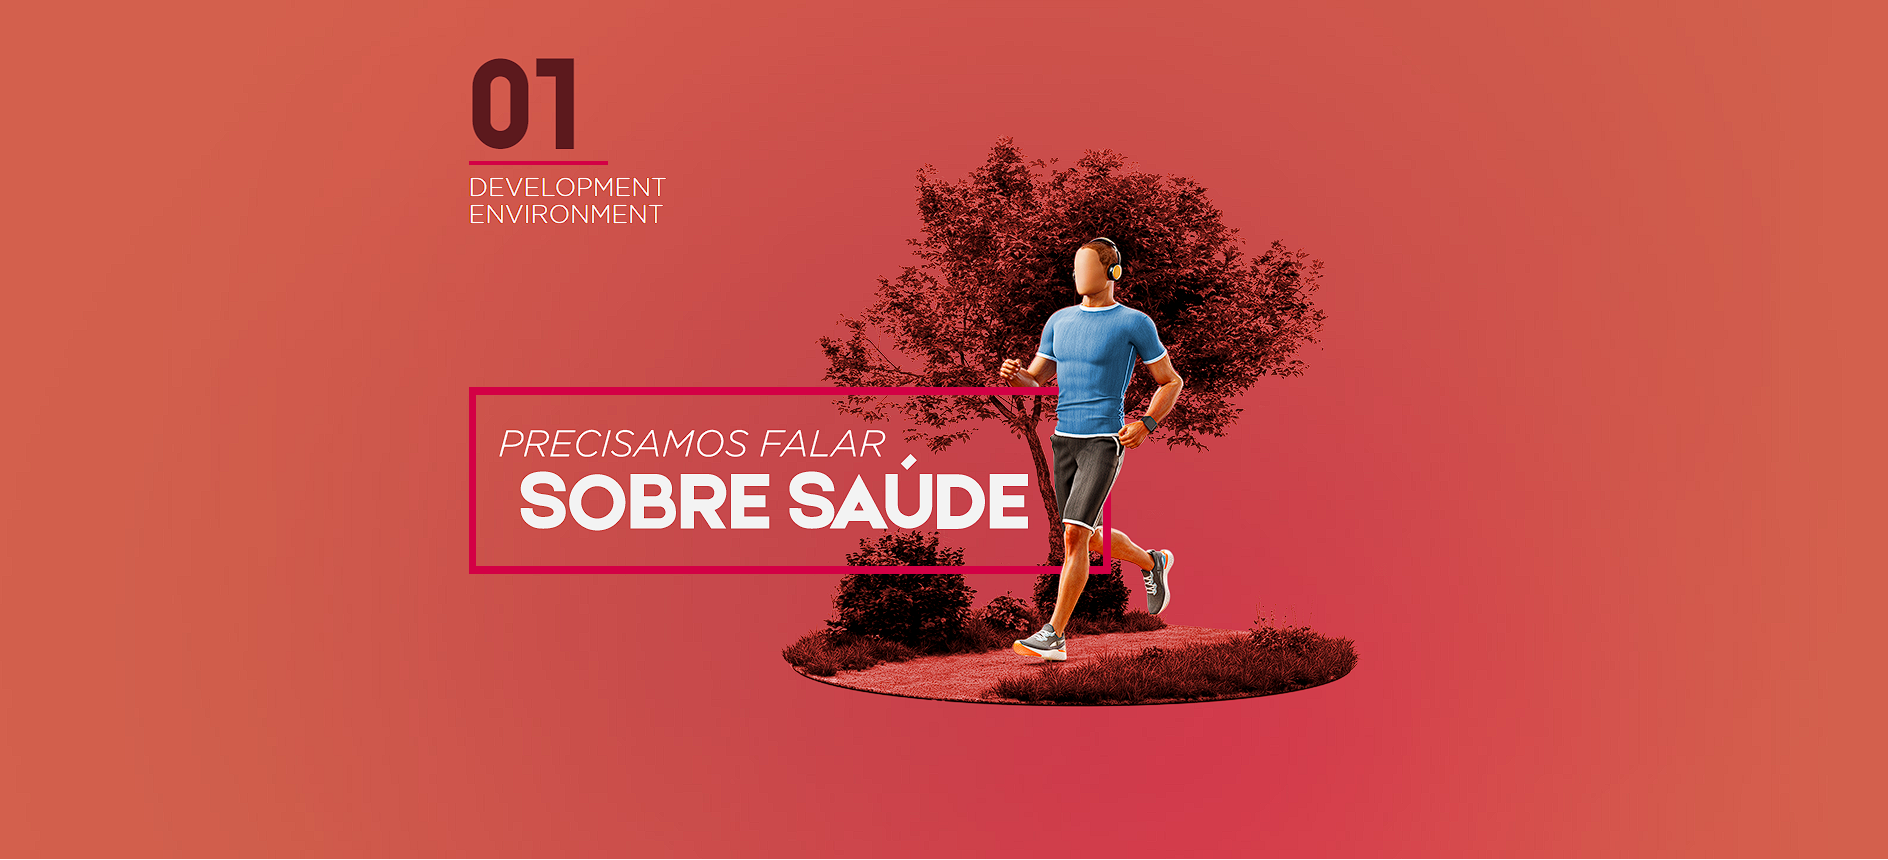 01
DEVELOPMENT
ENVIRONMENT
PRECISAMOS FALAR
SOBRE SAÚDE